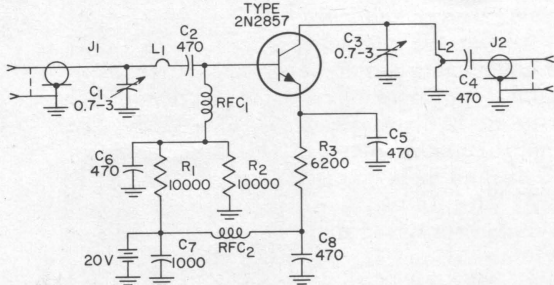 TYPE
2N2857
J1
L1
C2
470
C1
0.7-3
C3
0.7-3
L2
J2
C4
470
RFC1
C5
470
C6
470
R1
10000
R2
10000
R3
6200
RFC2
20V
C7
1000
C8
470